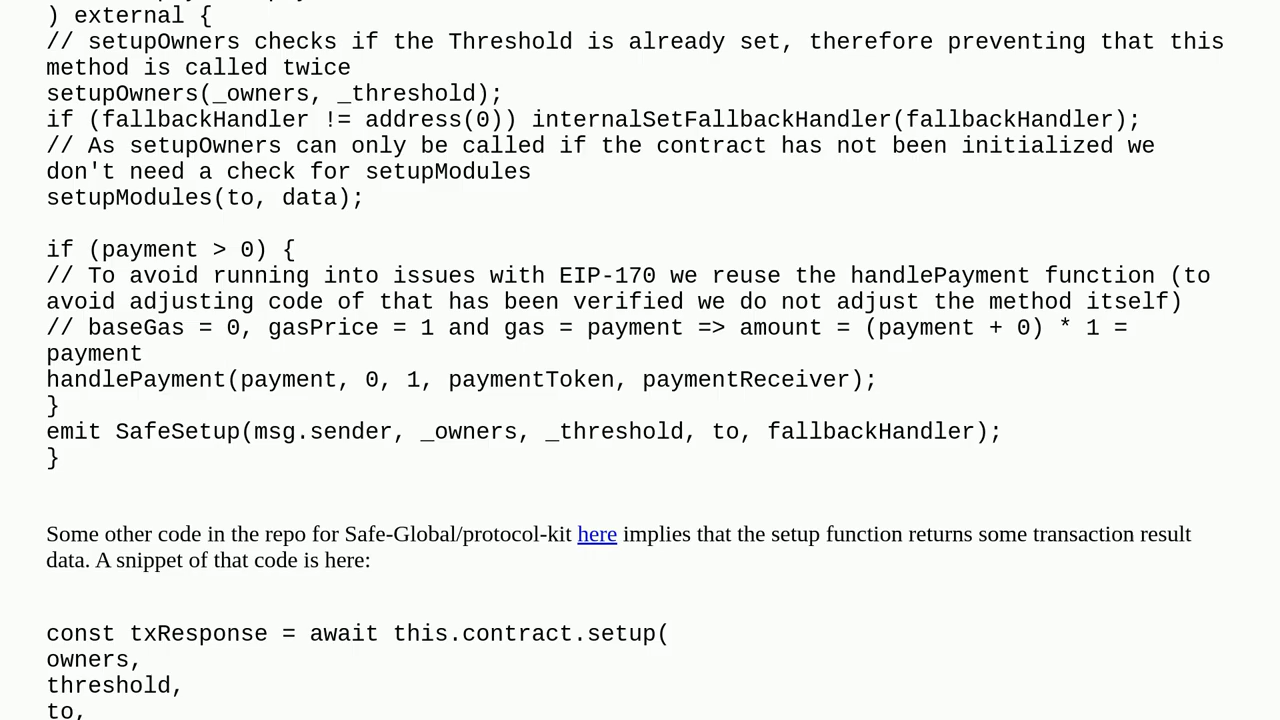 ) external {
// setupOwners checks if the Threshold is already set, therefore preventing that this
method is called twice
setupOwners(_owners, _threshold);
if (fallbackHandler != address(0)) internalSetFallbackHandler(fallbackHandler);
// As setupOwners can only be called if the contract has not been initialized we
don't need a check for setupModules
setupModules(to, data);
if (payment > 0) {
// To avoid running into issues with EIP-170 we reuse the handlePayment function (to
avoid adjusting code of that has been verified we do not adjust the method itself)
// baseGas = 0, gasPrice = 1 and gas = payment => amount = (payment + 0) * 1 =
payment
handlePayment(payment, 0, 1, paymentToken, paymentReceiver);
}
emit SafeSetup(msg.sender, _owners, _threshold, to, fallbackHandler);
}
Some other code in the repo for Safe-Global/protocol-kit here implies that the setup function returns some transaction result
data. A snippet of that code is here:
const txResponse = await this.contract.setup(
owners,
threshold,
to,